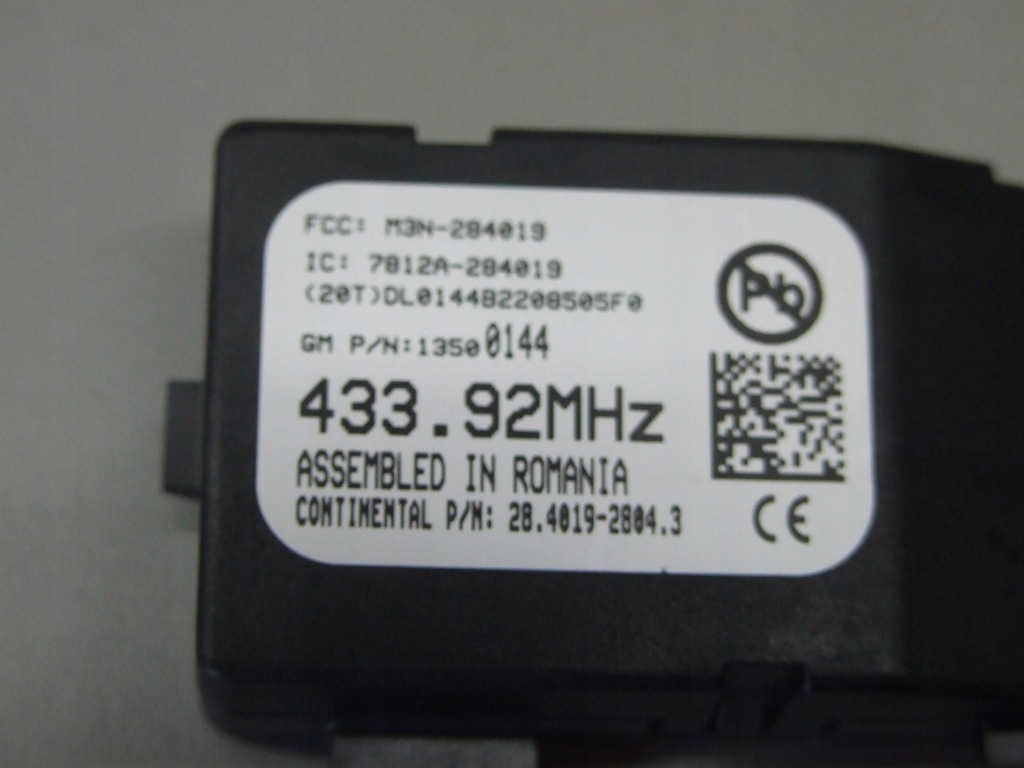 FCC: M3N-284019
IC: 7812A-284019
(20T)DL0144B2208505F0
GM P/N:13500144
433.92MHz
ASSEMBLED IN ROMANIA
CONTINENTAL P/N: 28.4019-2804.3
Pb
CE